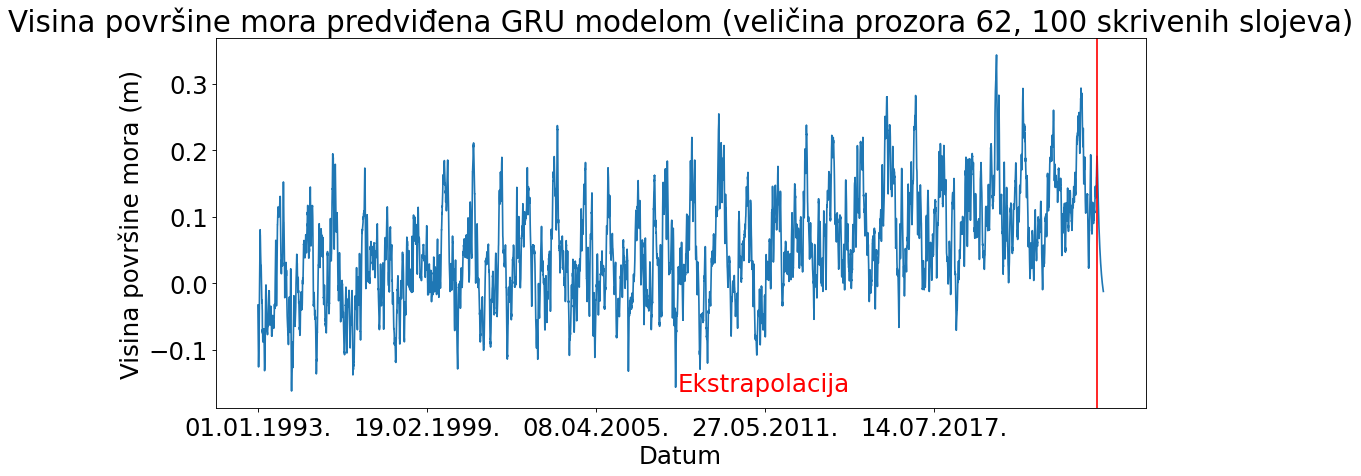 Visina površine mora predviđena GRU modelom (veličina prozora 62, 100 skrivenih slojeva)
Visina površine mora (m)
0.3
0.2
0.1
0.0
−0.1
Ekstrapolacija
01.01.1993. 19.02.1999. 08.04.2005. 27.05.2011. 14.07.2017.
Datum